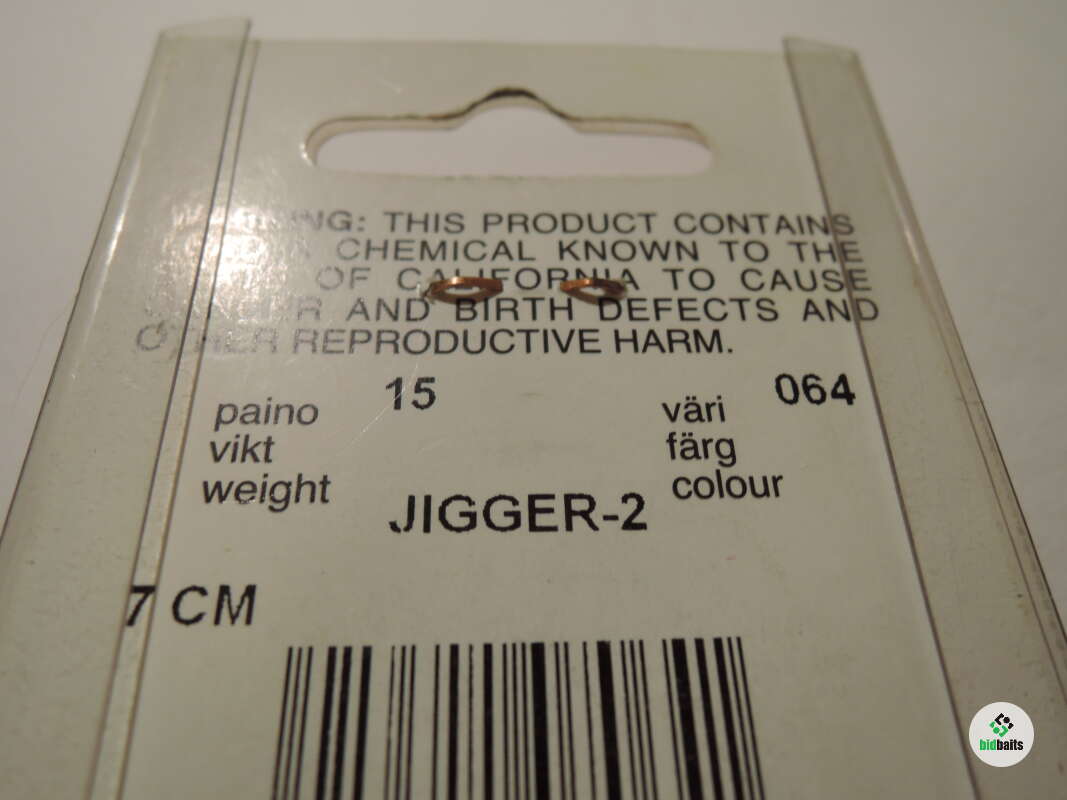 THIS PRODUCT CONTAINS
CHEMICAL KNOWN TO THE
OF CALIFORNIA TO CAUSE
AND BIRTH DEFECTS AND
OTHER REPRODUCTIVE HARM.
paino 15
vikt
weight
väri 064
färg
colour
JIGGER-2
7 CM
bidbaits